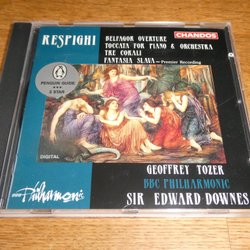 RESPIGHI
CHANDOS
BELFAGOR OVERTURE
TOCCATA FOR PIANO & ORCHESTRA
TRE CORALI
FANTASIA SLAVA – Premier Recording
PENGUIN GUIDE
★★★
3 STAR
DIGITAL
GEOFFREY TOZER
BBC PHILHARMONIC
SIR EDWARD DOWNES
Philharmonic